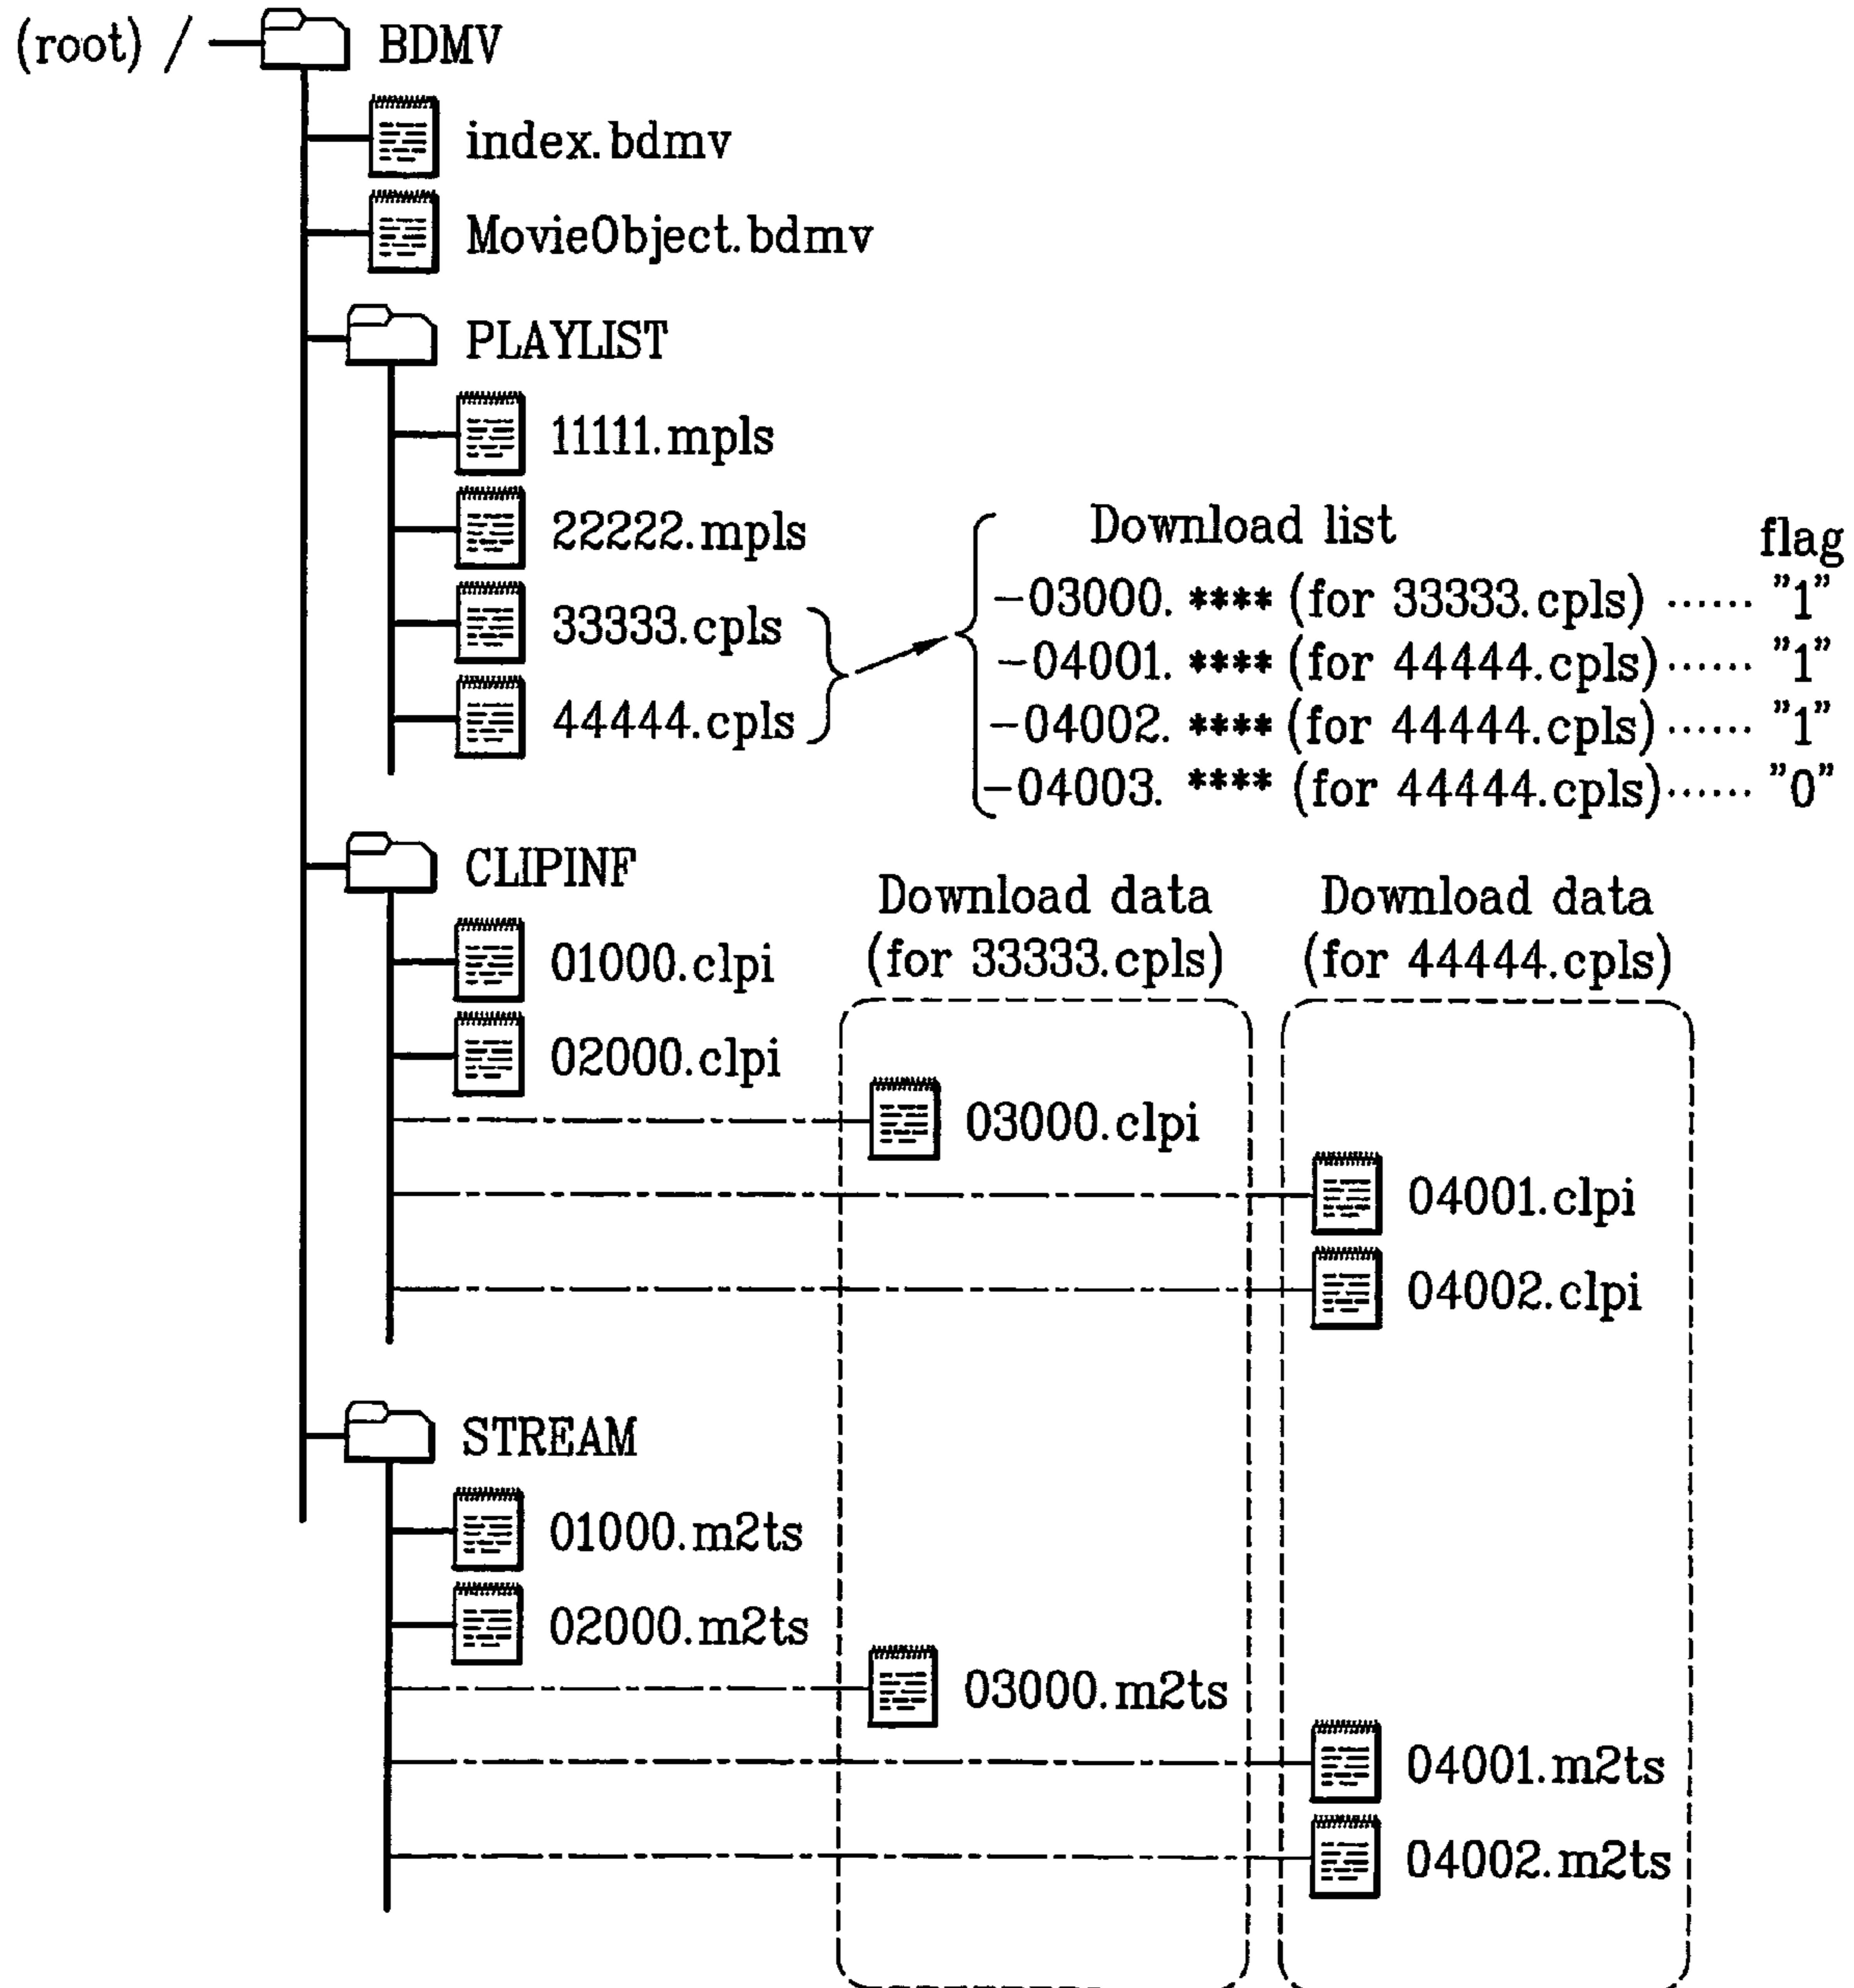 (root) / BDMV
index.bdmv
MovieObject.bdmv
PLAYLIST
11111.mpls
22222.mpls
33333.cpls
44444.cpls
Download list flag
-03000. **** (for 33333.cpls) ...... "1"
-04001. **** (for 44444.cpls) ...... "1"
-04002. **** (for 44444.cpls) ...... "1"
-04003. **** (for 44444.cpls) ...... "0"
CLIPINF
01000.clpi
02000.clpi
Download data
(for 33333.cpls)
Download data
(for 44444.cpls)
03000.clpi
04001.clpi
04002.clpi
STREAM
01000.m2ts
02000.m2ts
03000.m2ts
04001.m2ts
04002.m2ts